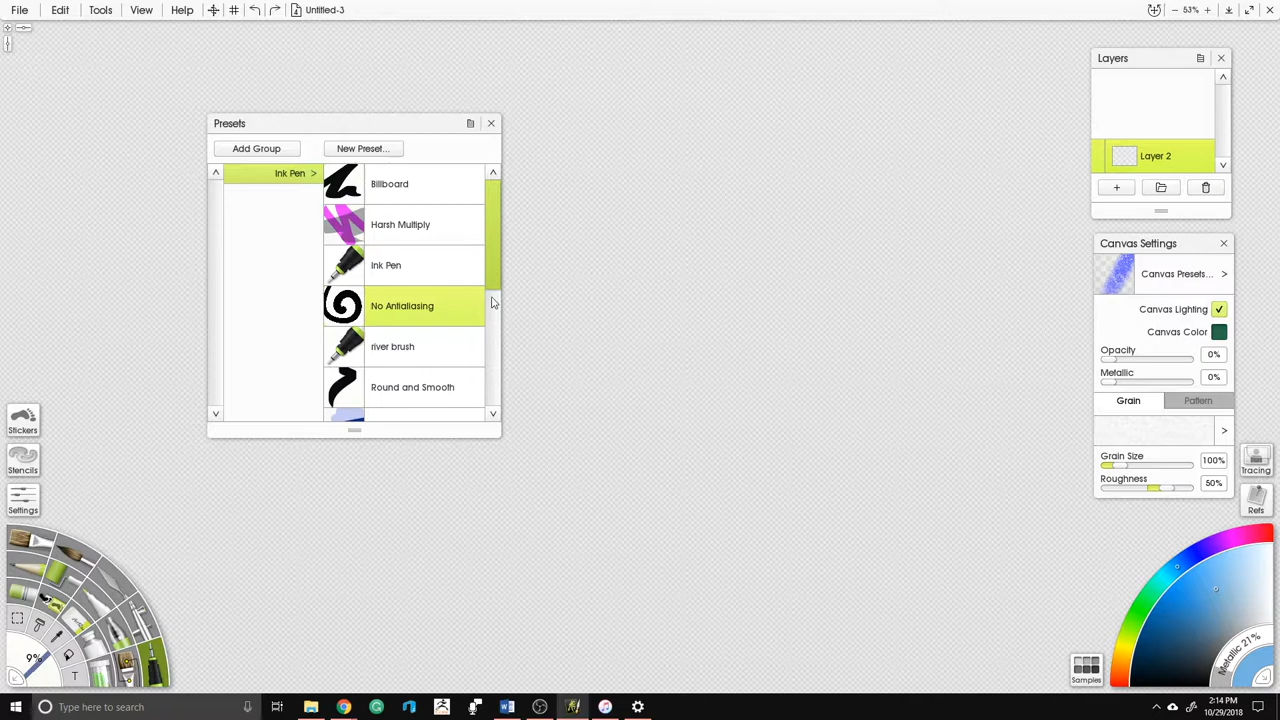 File Edit Tools View Help Untitled-3 53%
Layers
Presets
Add Group New Preset...
Ink Pen >
Billboard
Harsh Multiply
Ink Pen
No Antialiasing
river brush
Round and Smooth
Layer 2
Canvas Settings
Canvas Presets... >
Canvas Lighting
Canvas Color
Opacity 0%
Metallic 0%
Grain Pattern
Grain Size 100%
Roughness 50%
Stickers
Stencils
Settings
Tracing
Refs
9%
T
Metallic 21%
Samples
Type here to search
2:14 PM
10/29/2018